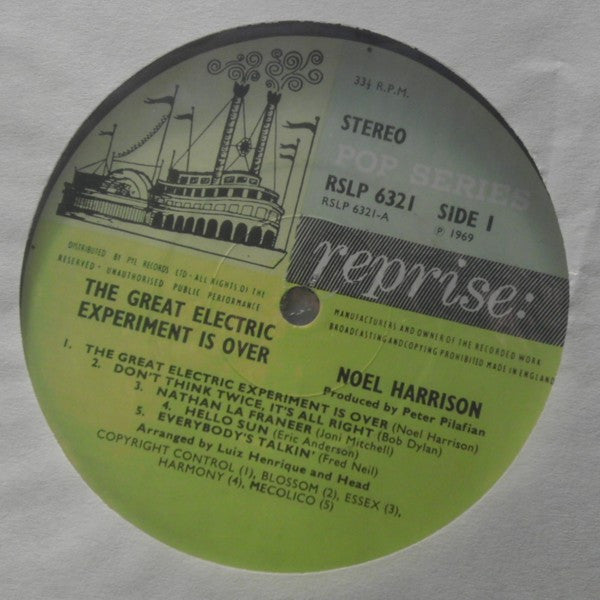 33⅓ R.P.M.
STEREO
POP SERIES
RSLP 6321
RSLP 6321-A
SIDE 1
℗ 1969
reprise:
DISTRIBUTED BY PYE RECORDS LTD · ALL RIGHTS OF THE
MANUFACTURERS AND OWNER OF THE RECORDED WORK
RESERVED · UNAUTHORISED PUBLIC PERFORMANCE
BROADCASTING AND COPYING PROHIBITED MADE IN ENGLAND
THE GREAT ELECTRIC
EXPERIMENT IS OVER
NOEL HARRISON
Produced by Peter Pilafian
1. THE GREAT ELECTRIC EXPERIMENT IS OVER (Noel Harrison)
2. DON'T THINK TWICE, IT'S ALL RIGHT (Bob Dylan)
3. NATHAN LA FRANEER (Joni Mitchell)
4. HELLO SUN (Eric Anderson)
5. EVERYBODY'S TALKIN' (Fred Neil)
Arranged by Luiz Henrique and Head
COPYRIGHT CONTROL (1), BLOSSOM (2), ESSEX (3),
HARMONY (4), MECOLICO (5)